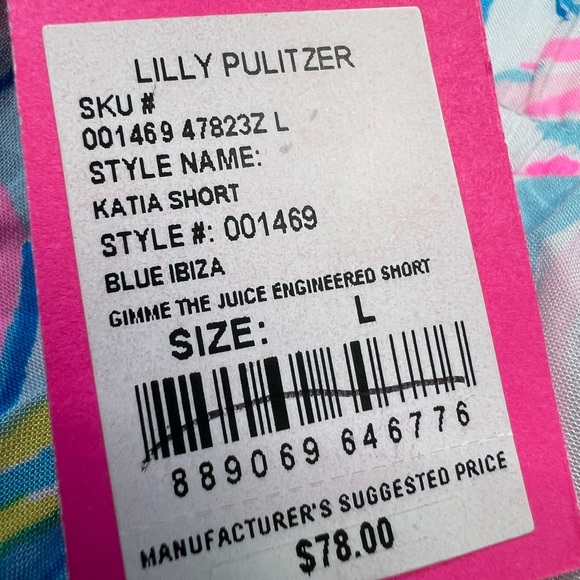 LILLY PULITZER
SKU #
001469 47823Z L
STYLE NAME:
KATIA SHORT
STYLE #: 001469
BLUE IBIZA
GIMME THE JUICE ENGINEERED SHORT
SIZE: L
889069 646776
MANUFACTURER'S SUGGESTED PRICE
$78.00